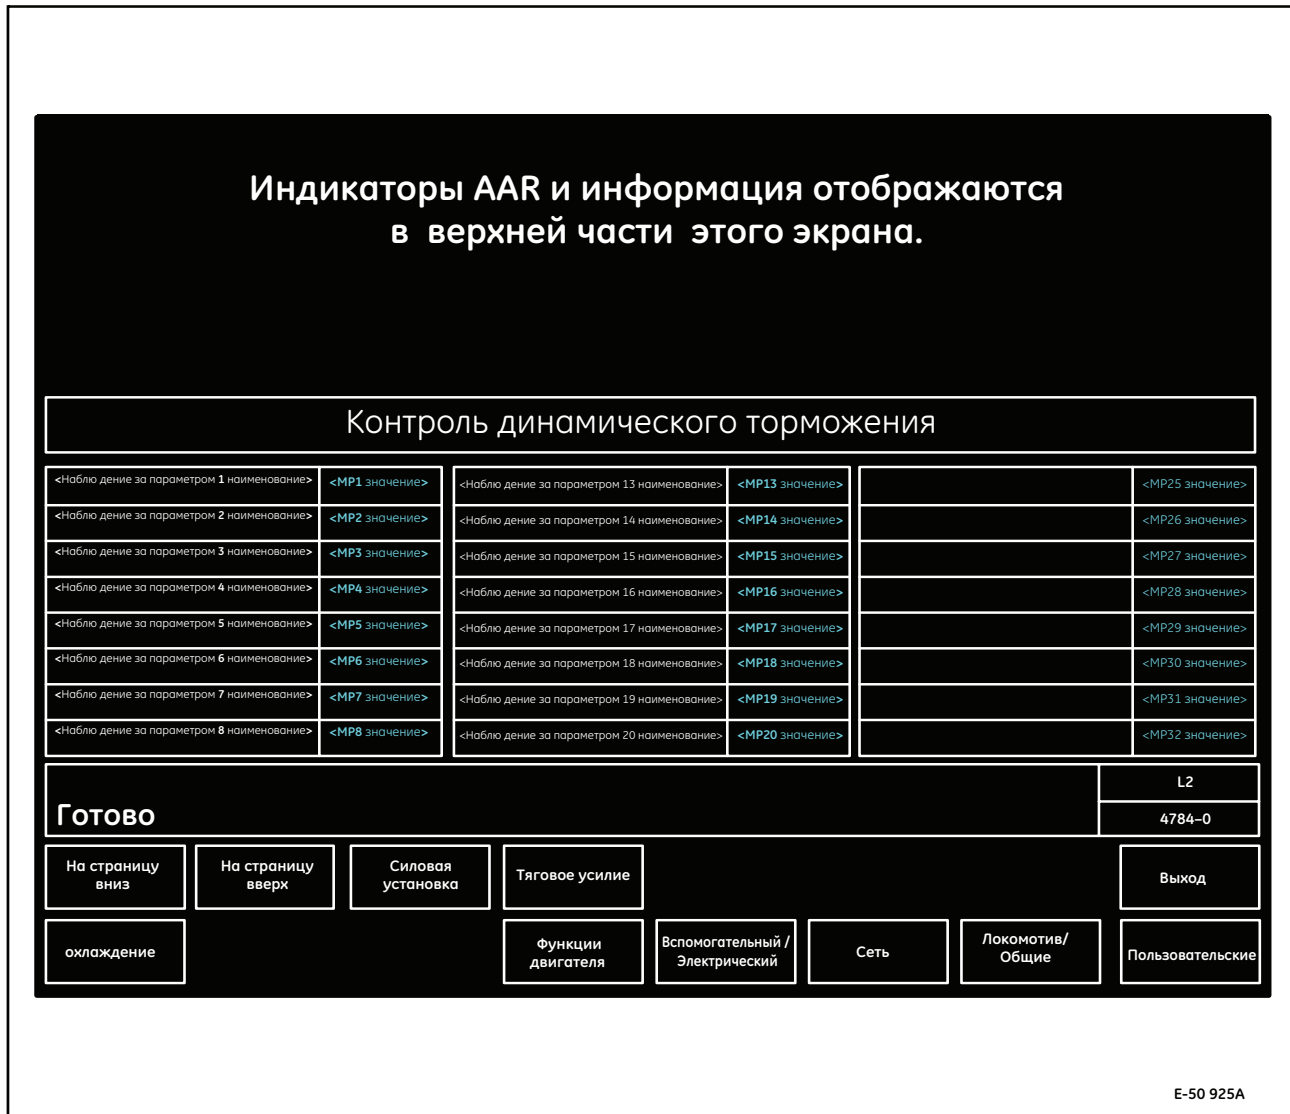 Индикаторы AAR и информация отображаются
в верхней части этого экрана.
Контроль динамического торможения
<Наблю дение за параметром 1 наименование> <MP1 значение> <Наблю дение за параметром 13 наименование> <MP13 значение> <MP25 значение>
<Наблю дение за параметром 2 наименование> <MP2 значение> <Наблю дение за параметром 14 наименование> <MP14 значение> <MP26 значение>
<Наблю дение за параметром 3 наименование> <MP3 значение> <Наблю дение за параметром 15 наименование> <MP15 значение> <MP27 значение>
<Наблю дение за параметром 4 наименование> <MP4 значение> <Наблю дение за параметром 16 наименование> <MP16 значение> <MP28 значение>
<Наблю дение за параметром 5 наименование> <MP5 значение> <Наблю дение за параметром 17 наименование> <MP17 значение> <MP29 значение>
<Наблю дение за параметром 6 наименование> <MP6 значение> <Наблю дение за параметром 18 наименование> <MP18 значение> <MP30 значение>
<Наблю дение за параметром 7 наименование> <MP7 значение> <Наблю дение за параметром 19 наименование> <MP19 значение> <MP31 значение>
<Наблю дение за параметром 8 наименование> <MP8 значение> <Наблю дение за параметром 20 наименование> <MP20 значение> <MP32 значение>
L2
Готово
4784–0
На страницу
вниз
На страницу
вверх
Силовая
установка
Тяговое усилие
Выход
охлаждение
Функции
двигателя
Вспомогательный /
Электрический
Сеть
Локомотив/
Общие
Пользовательские
E-50 925A